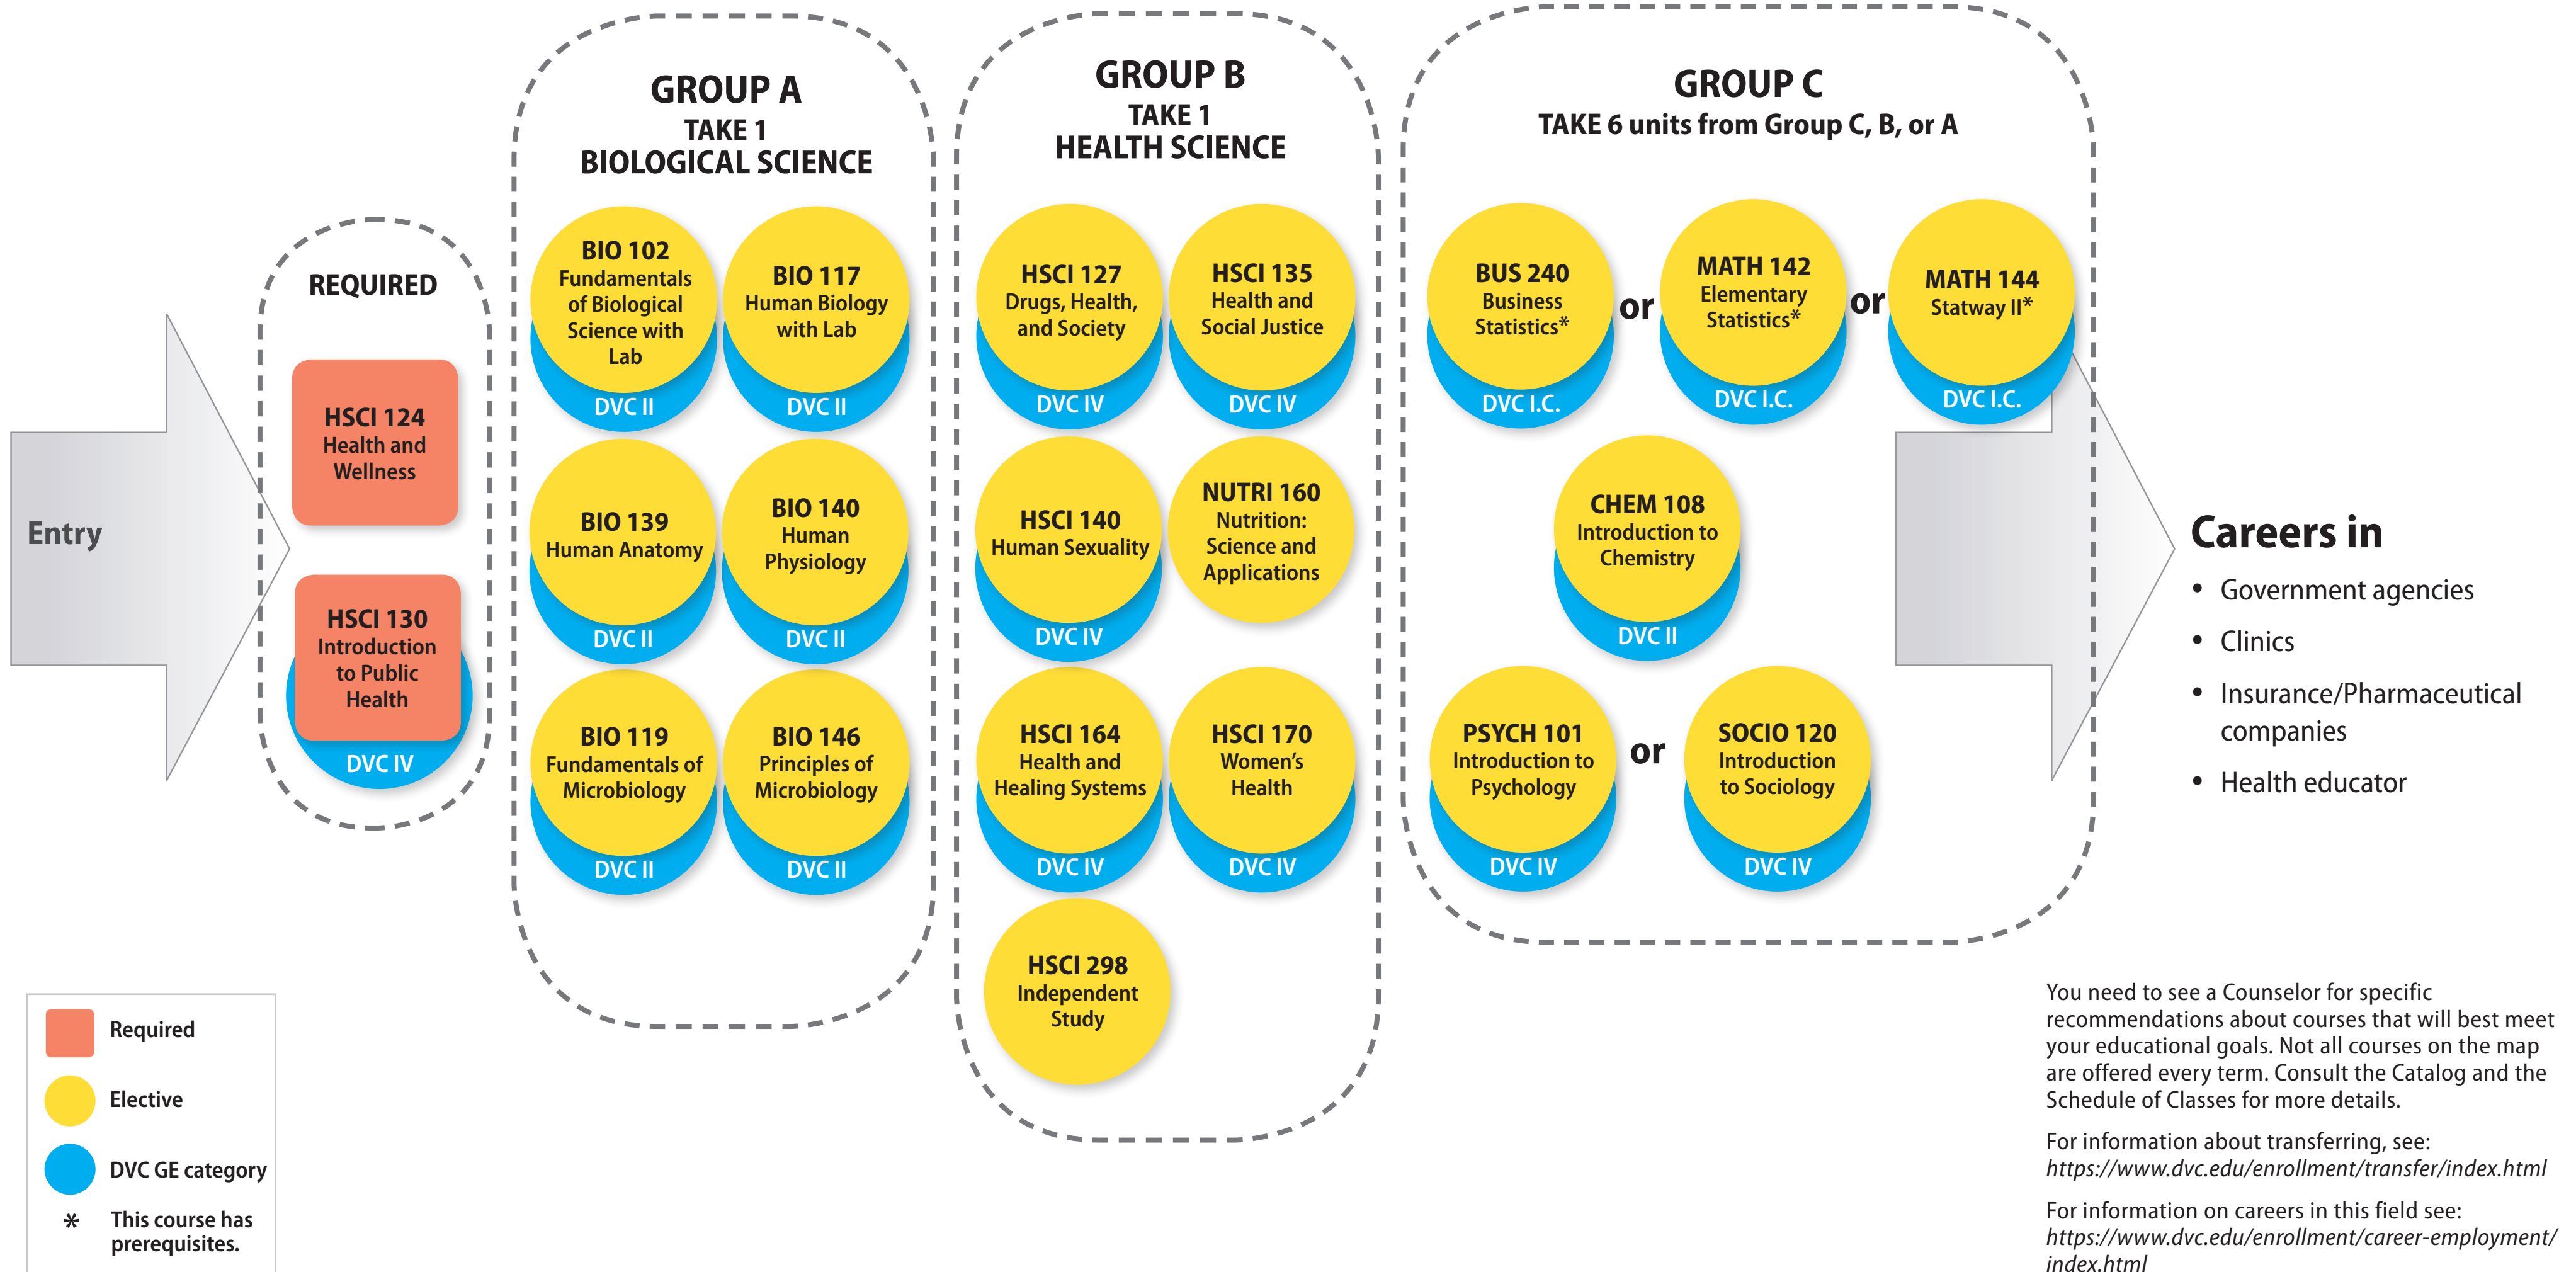 Entry
REQUIRED
HSCI 124
Health and
Wellness
HSCI 130
Introduction
to Public
Health
DVC IV
GROUP A
TAKE 1
BIOLOGICAL SCIENCE
BIO 102
Fundamentals
of Biological
Science with
Lab
DVC II
BIO 117
Human Biology
with Lab
DVC II
BIO 139
Human Anatomy
DVC II
BIO 140
Human
Physiology
DVC II
BIO 119
Fundamentals of
Microbiology
DVC II
BIO 146
Principles of
Microbiology
DVC II
GROUP B
TAKE 1
HEALTH SCIENCE
HSCI 127
Drugs, Health,
and Society
DVC IV
HSCI 135
Health and
Social Justice
DVC IV
HSCI 140
Human Sexuality
DVC IV
NUTRI 160
Nutrition:
Science and
Applications
HSCI 164
Health and
Healing Systems
DVC IV
HSCI 170
Women’s
Health
DVC IV
HSCI 298
Independent
Study
GROUP C
TAKE 6 units from Group C, B, or A
BUS 240
Business
Statistics*
DVC I.C.
or
MATH 142
Elementary
Statistics*
DVC I.C.
or
MATH 144
Statway II*
DVC I.C.
CHEM 108
Introduction to
Chemistry
DVC II
PSYCH 101
Introduction to
Psychology
DVC IV
or
SOCIO 120
Introduction
to Sociology
DVC IV
Careers in
• Government agencies
• Clinics
• Insurance/Pharmaceutical
companies
• Health educator
Required
Elective
DVC GE category
* This course has
prerequisites.
You need to see a Counselor for specific
recommendations about courses that will best meet
your educational goals. Not all courses on the map
are offered every term. Consult the Catalog and the
Schedule of Classes for more details.
For information about transferring, see:
https://www.dvc.edu/enrollment/transfer/index.html
For information on careers in this field see:
https://www.dvc.edu/enrollment/career-employment/
index.html